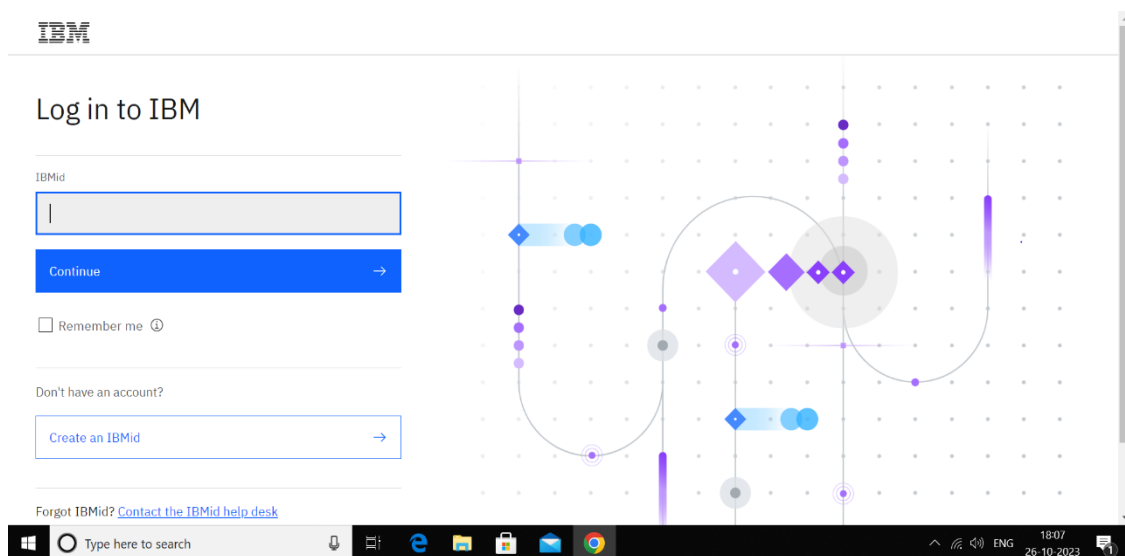 IBM
Log in to IBM
IBMid
Continue
Remember me
Don't have an account?
Create an IBMid
Forgot IBMid? Contact the IBMid help desk
Type here to search
ENG
18:07
26-10-2023
1